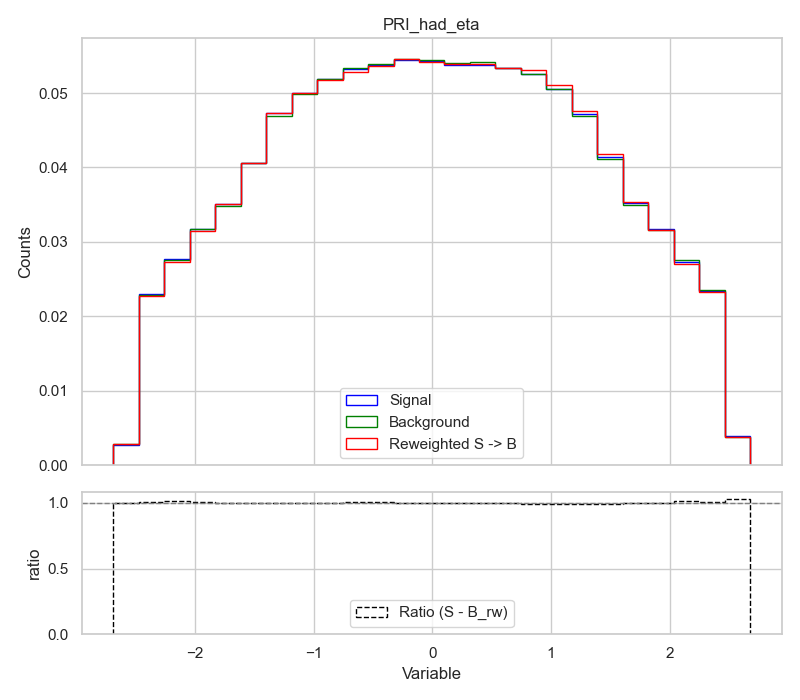 PRI_had_eta
Counts
0.05
0.04
0.03
0.02
0.01
0.00
Signal
Background
Reweighted S -> B
ratio
1.0
0.5
0.0
Ratio (S - B_rw)
−2 −1 0 1 2
Variable